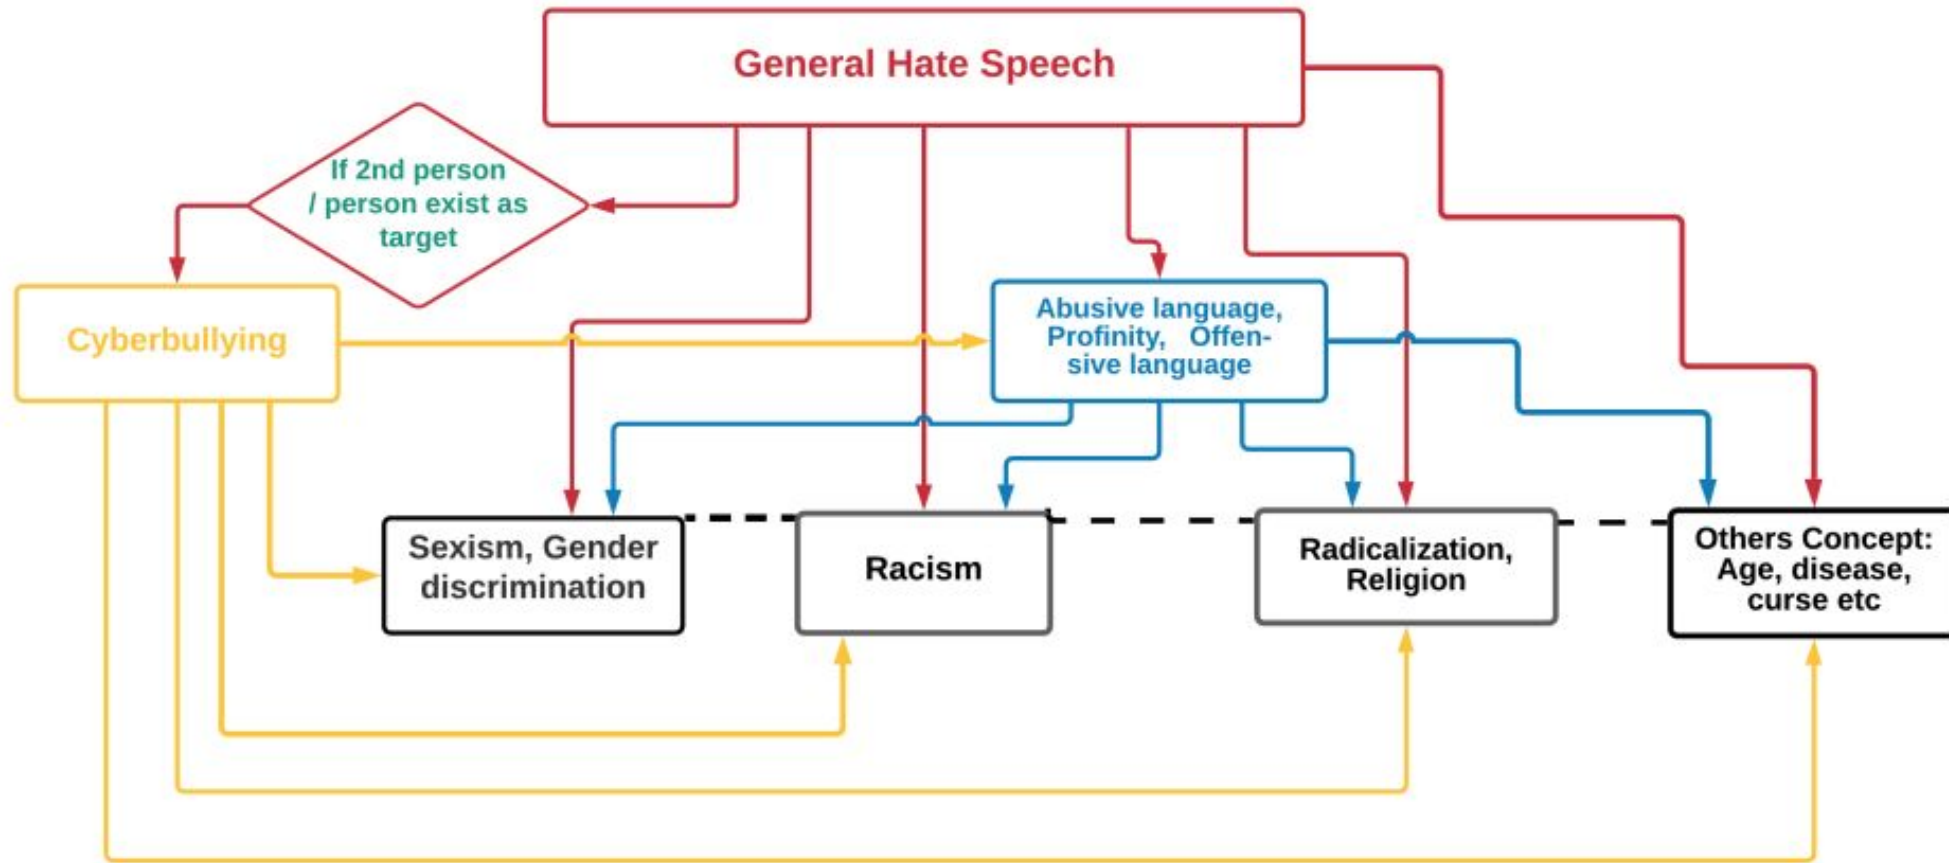 General Hate Speech
If 2nd person
/ person exist as
target
Cyberbullying
Abusive language,
Profinity, Offen-
sive language
Sexism, Gender
discrimination
Racism
Radicalization,
Religion
Others Concept:
Age, disease,
curse etc